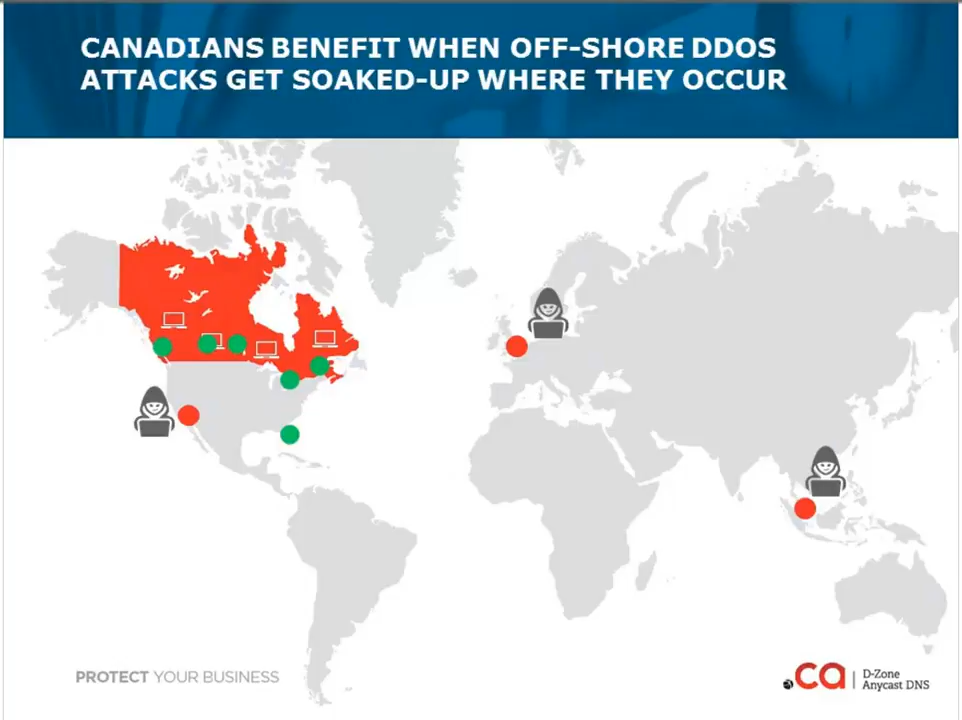 CANADIANS BENEFIT WHEN OFF-SHORE DDOS
ATTACKS GET SOAKED-UP WHERE THEY OCCUR
PROTECT YOUR BUSINESS
.ca
D-Zone
Anycast DNS